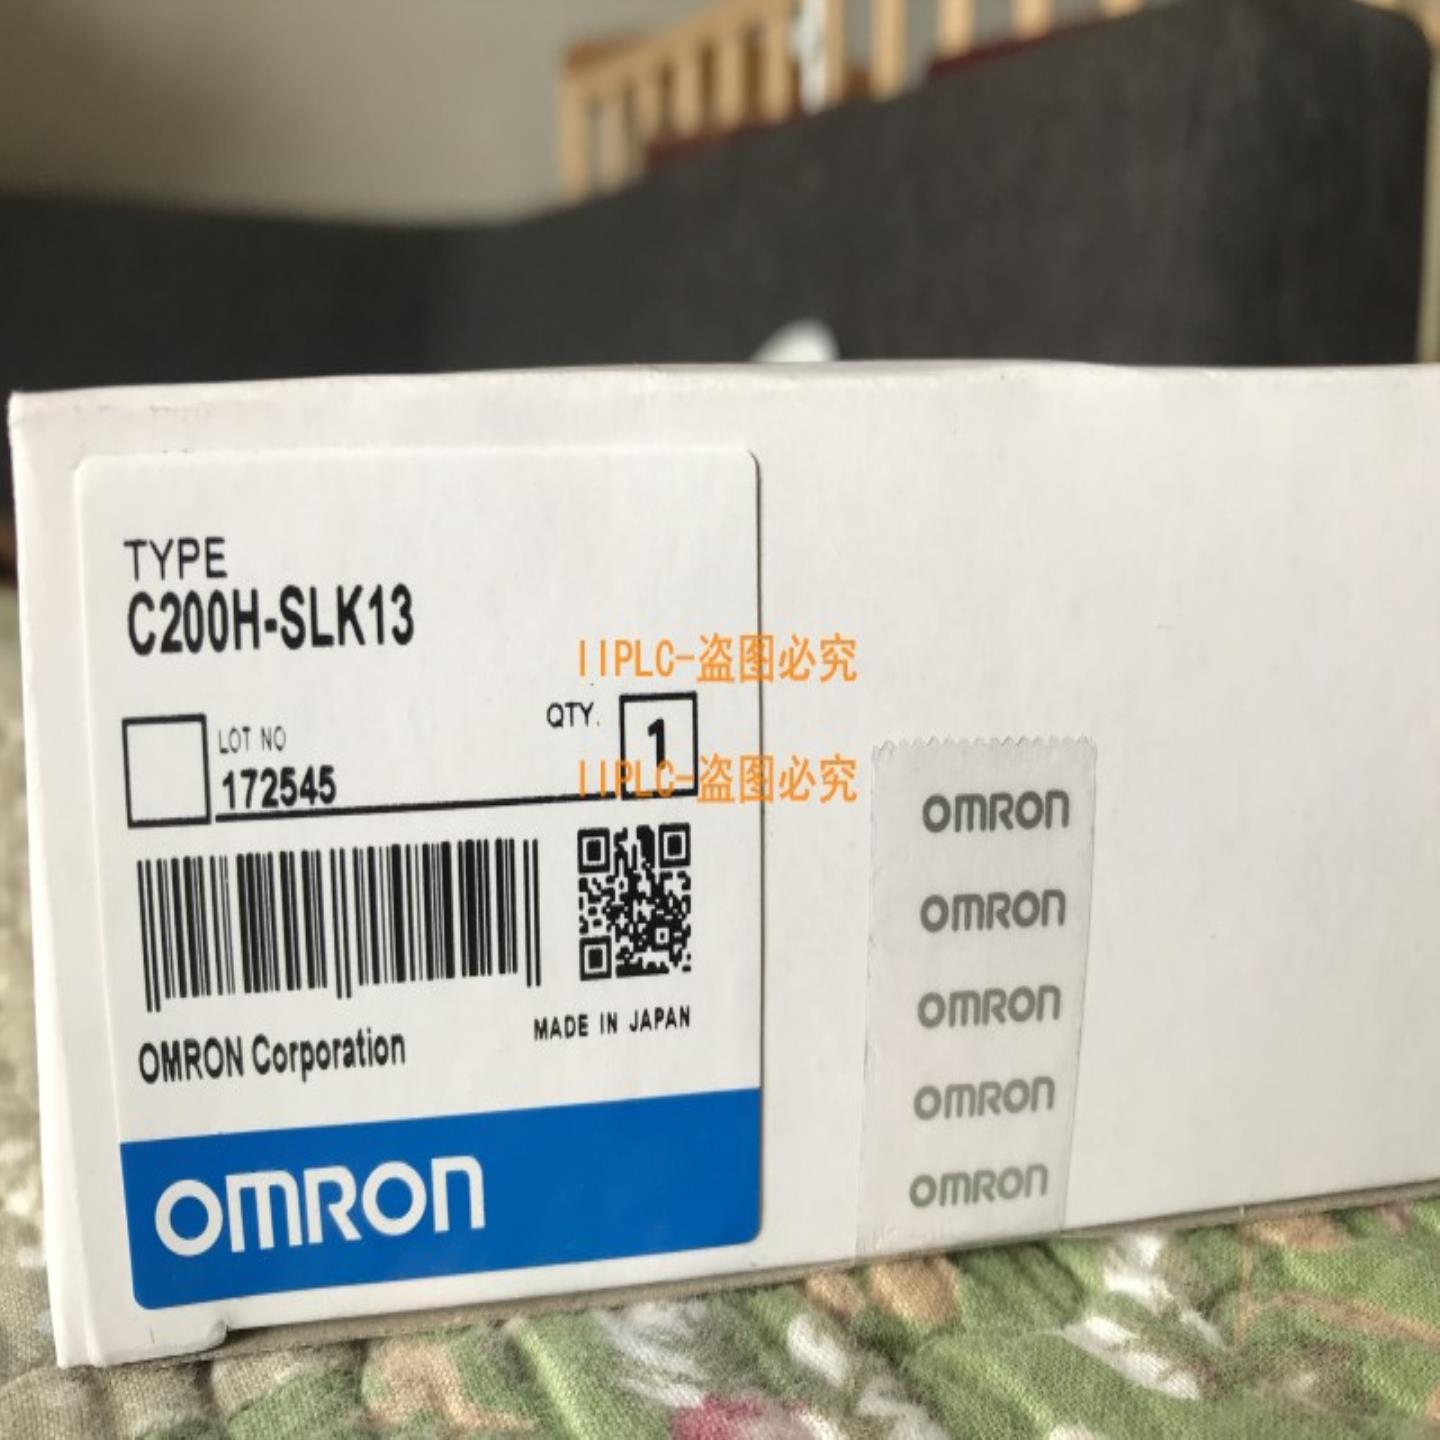 TYPE
C200H-SLK13
IIPLC-盗图必究
LOT NO
QTY.
1
172545
IIPLC-盗图必究
OMRON
OMRON
OMRON
OMRON
OMRON
MADE IN JAPAN
OMRON Corporation
OMRON